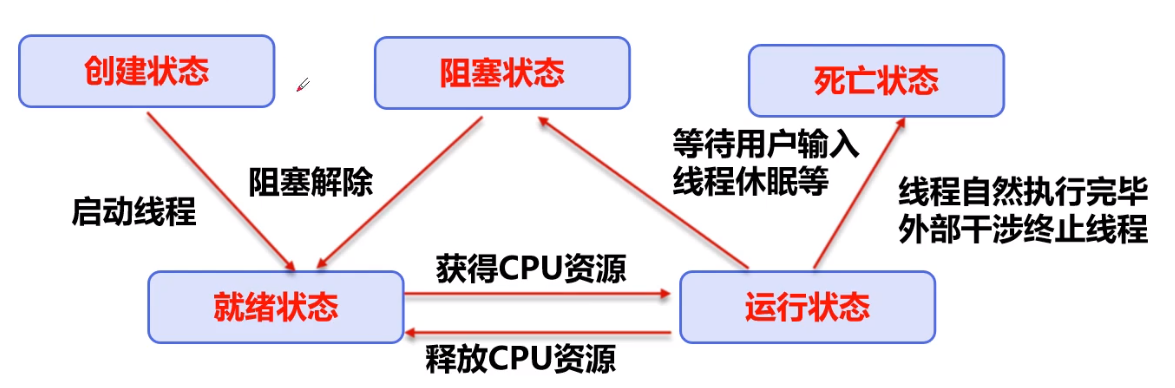 创建状态
阻塞状态
死亡状态
等待用户输入
线程休眠等
阻塞解除
线程自然执行完毕
外部干涉终止线程
启动线程
获得CPU资源
就绪状态
运行状态
释放CPU资源